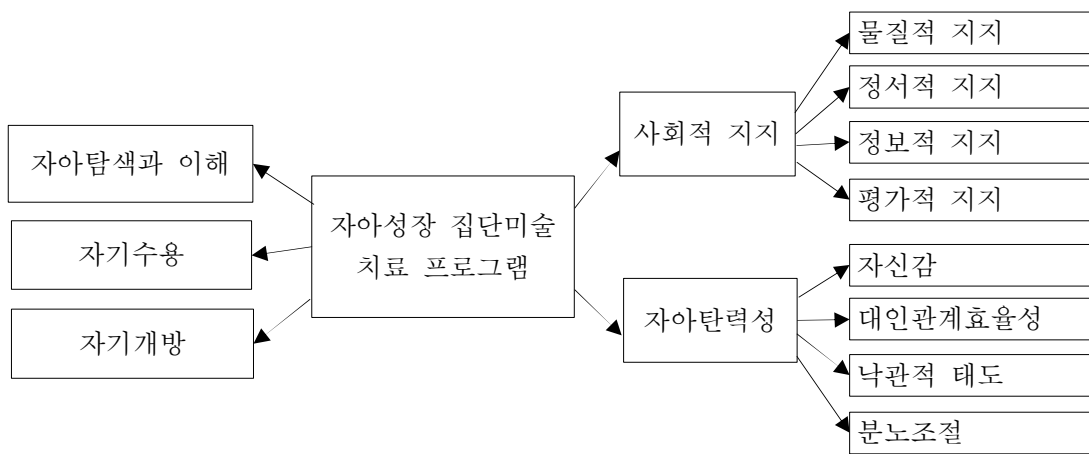 자아탐색과 이해
자기수용
자기개방
자아성장 집단미술
치료 프로그램
사회적 지지
물질적 지지
정서적 지지
정보적 지지
평가적 지지
자아탄력성
자신감
대인관계효율성
낙관적 태도
분노조절